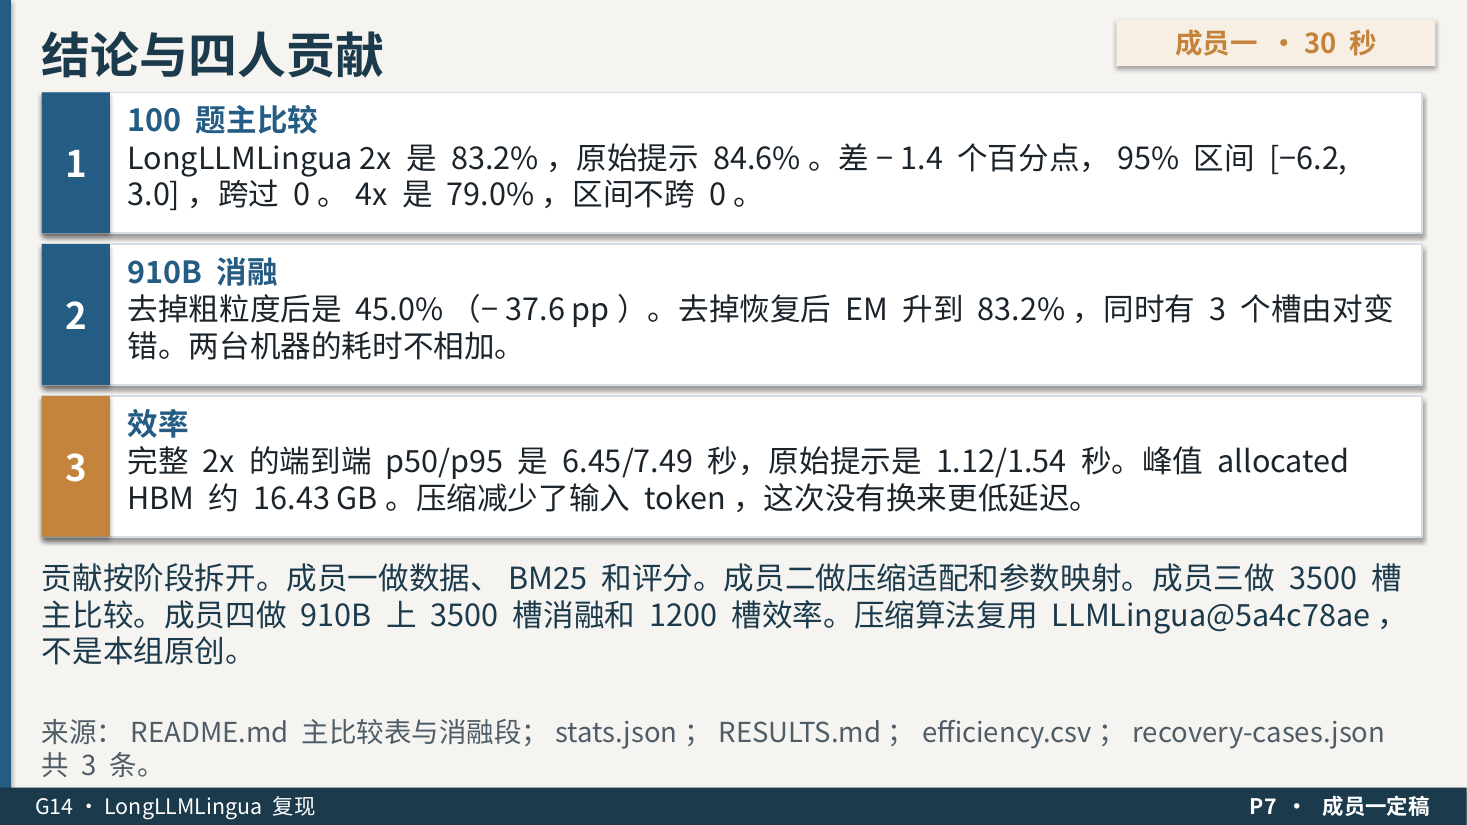 结论与四人贡献
成员一 · 30 秒
1
100 题主比较
LongLLMLingua 2x 是 83.2%，原始提示 84.6%。差 −1.4 个百分点，95% 区间 [−6.2,
3.0]，跨过 0。4x 是 79.0%，区间不跨 0。
2
910B 消融
去掉粗粒度后是 45.0%（−37.6 pp）。去掉恢复后 EM 升到 83.2%，同时有 3 个槽由对变
错。两台机器的耗时不相加。
3
效率
完整 2x 的端到端 p50/p95 是 6.45/7.49 秒，原始提示是 1.12/1.54 秒。峰值 allocated
HBM 约 16.43 GB。压缩减少了输入 token，这次没有换来更低延迟。
贡献按阶段拆开。成员一做数据、BM25 和评分。成员二做压缩适配和参数映射。成员三做 3500 槽
主比较。成员四做 910B 上 3500 槽消融和 1200 槽效率。压缩算法复用 LLMLingua@5a4c78ae，
不是本组原创。
来源：README.md 主比较表与消融段；stats.json；RESULTS.md；efficiency.csv；recovery-cases.json
共 3 条。
G14 · LongLLMLingua 复现
P7 · 成员一定稿